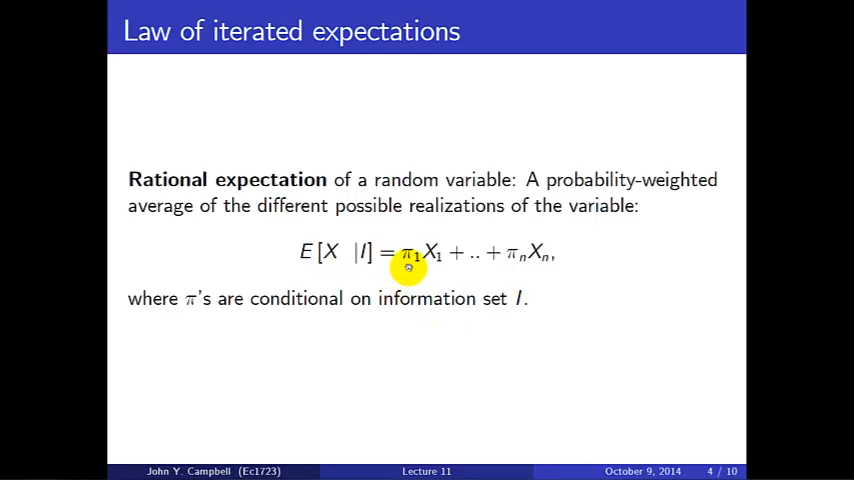 Law of iterated expectations
Rational expectation of a random variable: A probability-weighted
average of the different possible realizations of the variable:
E [X |I] = π₁X₁ + .. + πₙXₙ,
where π's are conditional on information set I.
John Y. Campbell (Ec1723) Lecture 11 October 9, 2014 4 / 10